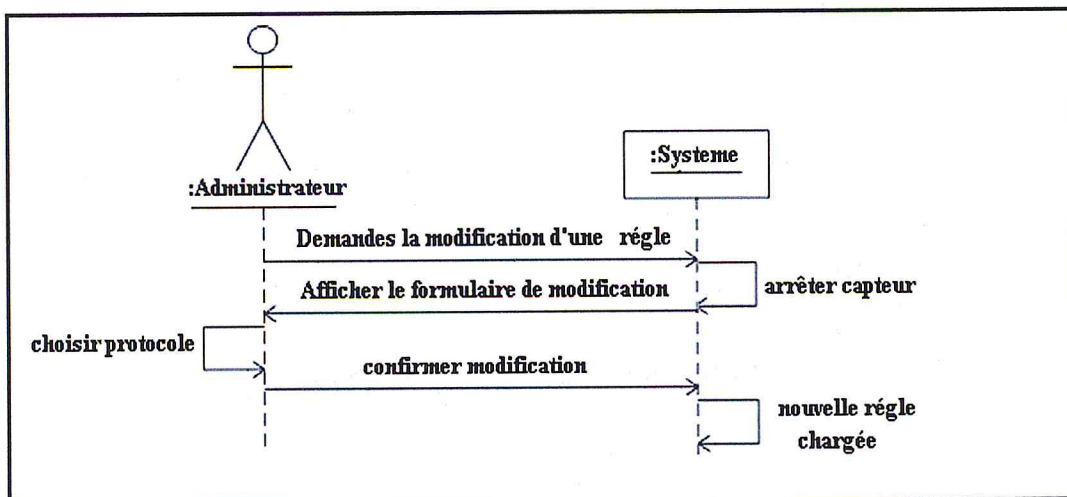 :Systeme
:Administrateur
Demandes la modification d'une régle
arrêter capteur
Afficher le formulaire de modification
choisir protocole
confirmer modification
nouvelle régle
chargée